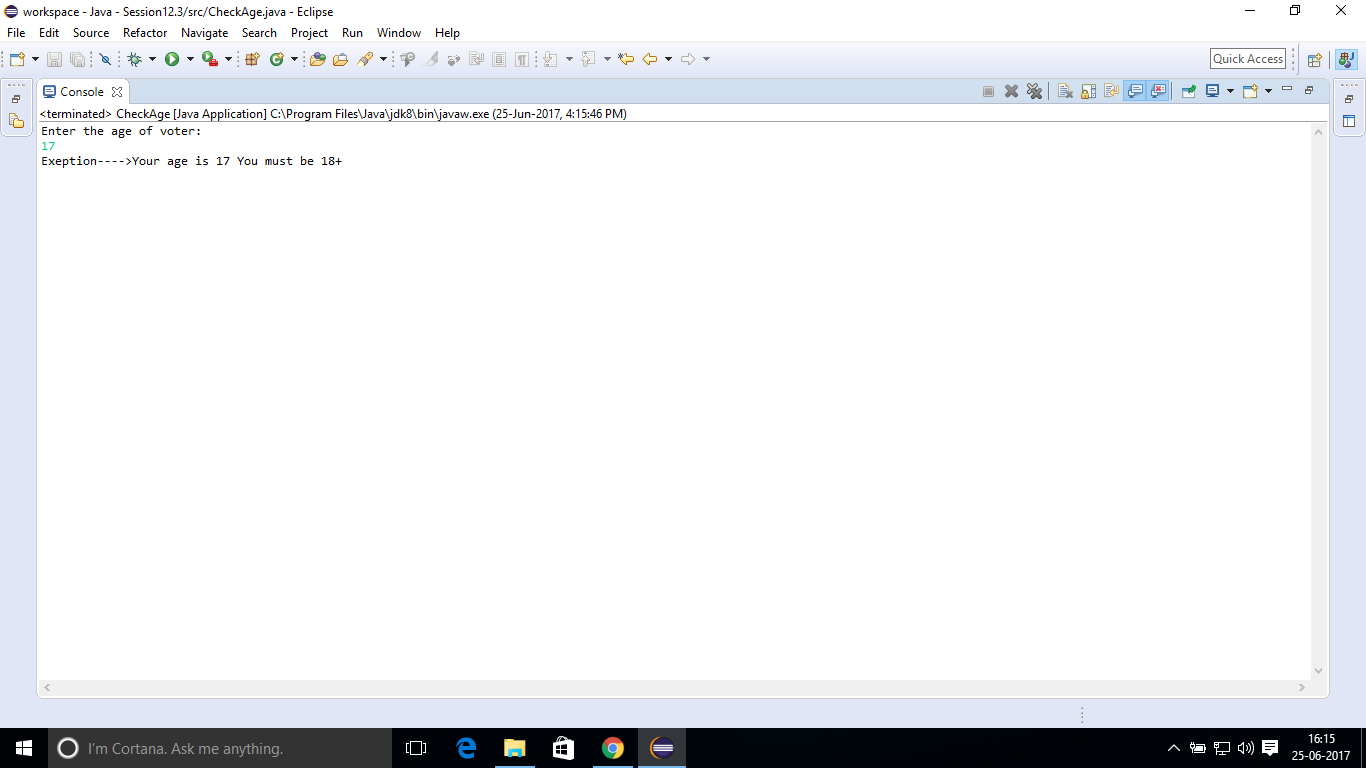 workspace - Java - Session12.3/src/CheckAge.java - Eclipse
File Edit Source Refactor Navigate Search Project Run Window Help
Quick Access
Console
<terminated> CheckAge [Java Application] C:\Program Files\Java\jdk8\bin\javaw.exe (25-Jun-2017, 4:15:46 PM)
Enter the age of voter:
17
Exeption---->Your age is 17 You must be 18+
I'm Cortana. Ask me anything.
16:15
25-06-2017